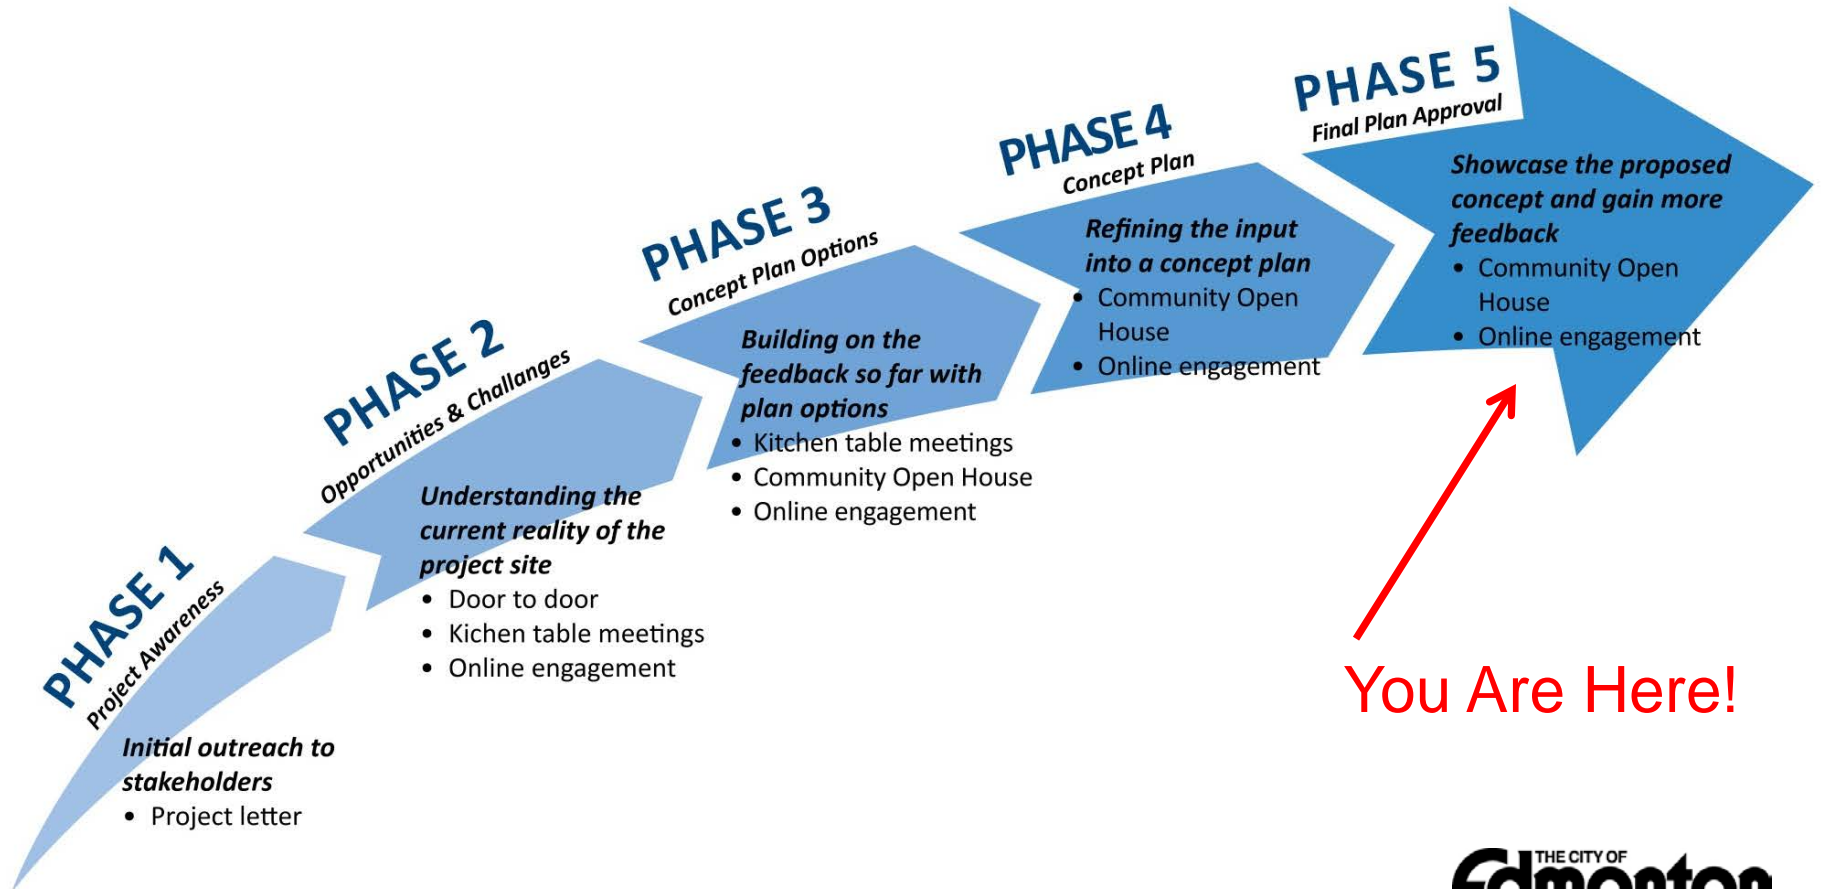 PHASE 1
Project Awareness
Initial outreach to
stakeholders
• Project letter
PHASE 2
Opportunities & Challanges
Understanding the
current reality of the
project site
• Door to door
• Kichen table meetings
• Online engagement
PHASE 3
Concept Plan Options
Building on the
feedback so far with
plan options
• Kitchen table meetings
• Community Open House
• Online engagement
PHASE 4
Concept Plan
Refining the input
into a concept plan
• Community Open
House
• Online engagement
PHASE 5
Final Plan Approval
Showcase the proposed
concept and gain more
feedback
• Community Open
House
• Online engagement
You Are Here!
THE CITY OF
Edmonton